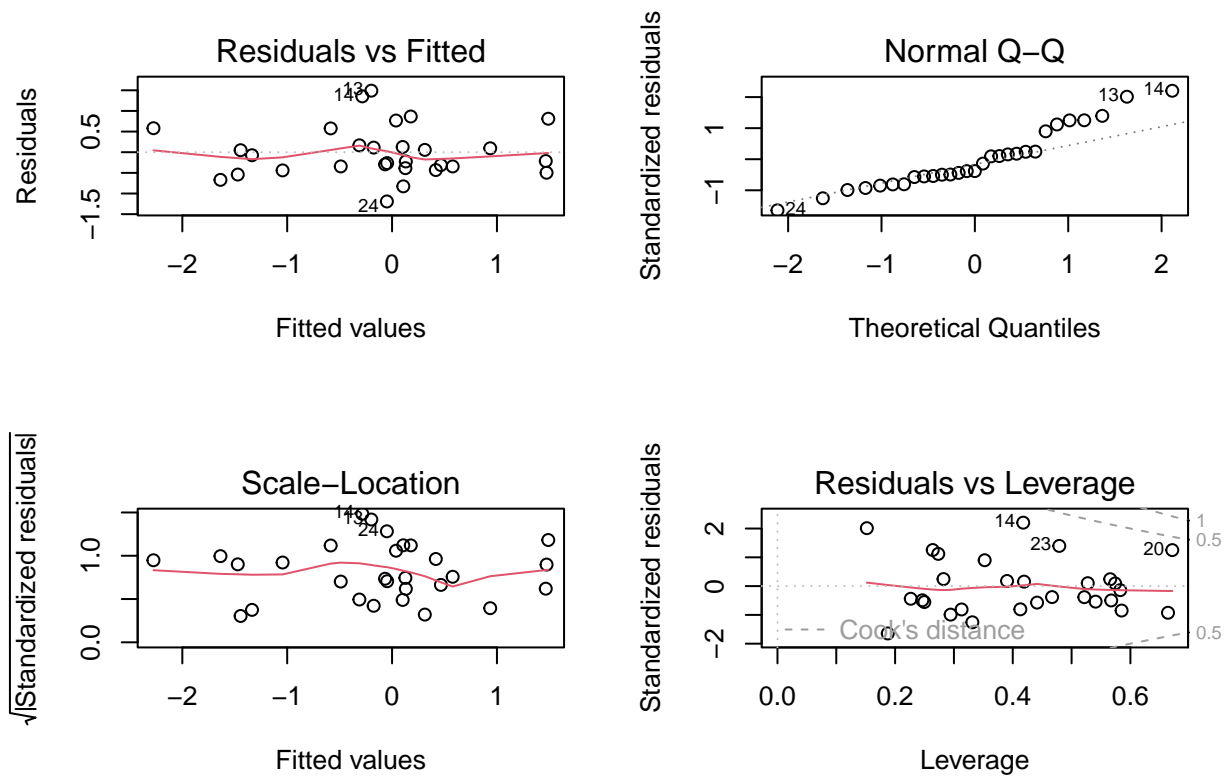 Residuals vs Fitted
Residuals
0.5
−1.5
13
14
24
−2 −1 0 1
Fitted values
Normal Q−Q
Standardized residuals
1
−1
13
14
24
−2 −1 0 1 2
Theoretical Quantiles
Scale−Location
√|Standardized residuals|
1.0
0.0
14
13
24
−2 −1 0 1
Fitted values
Residuals vs Leverage
Standardized residuals
2
0
−2
14
23
20
1
0.5
0.5
Cook's distance
0.0 0.2 0.4 0.6
Leverage